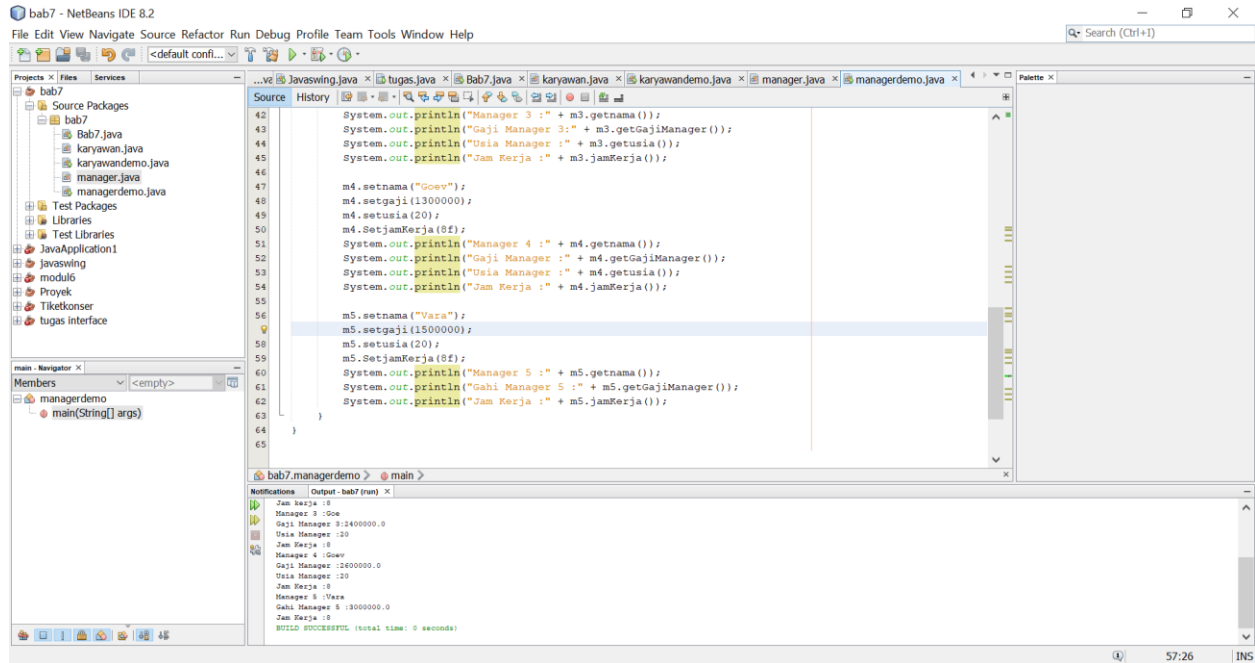 bab7 - NetBeans IDE 8.2
File Edit View Navigate Source Refactor Run Debug Profile Team Tools Window Help
Search (Ctrl+I)
<default confi...
Projects Files Services
bab7
Source Packages
bab7
Bab7.java
karyawan.java
karyawandemo.java
manager.java
managerdemo.java
Test Packages
Libraries
Test Libraries
JavaApplication1
javaswing
modul6
Proyek
Tiketkonser
tugas interface
main - Navigator
Members <empty>
managerdemo
main(String[] args)
...va Javaswing.java tugas.java Bab7.java karyawan.java karyawandemo.java manager.java managerdemo.java
Source History
42 System.out.println("Manager 3 :" + m3.getnama());
43 System.out.println("Gaji Manager 3:" + m3.getGajiManager());
44 System.out.println("Usia Manager :" + m3.getusia());
45 System.out.println("Jam Kerja :" + m3.jamKerja());
46
47 m4.setnama("Goev");
48 m4.setgaji(1300000);
49 m4.setusia(20);
50 m4.SetjamKerja(8f);
51 System.out.println("Manager 4 :" + m4.getnama());
52 System.out.println("Gaji Manager :" + m4.getGajiManager());
53 System.out.println("Usia Manager :" + m4.getusia());
54 System.out.println("Jam Kerja :" + m4.jamKerja());
55
56 m5.setnama("Vara");
m5.setgaji(1500000);
58 m5.setusia(20);
59 m5.SetjamKerja(8f);
60 System.out.println("Manager 5 :" + m5.getnama());
61 System.out.println("Gahi Manager 5 :" + m5.getGajiManager());
62 System.out.println("Jam Kerja :" + m5.jamKerja());
63 }
64 }
65
bab7.managerdemo main
Palette
Notifications Output - bab7 (run)
Jam kerja :8
Manager 3 :Goe
Gaji Manager 3:2400000.0
Usia Manager :20
Jam Kerja :8
Manager 4 :Goev
Gaji Manager :2600000.0
Usia Manager :20
Jam Kerja :8
Manager 5 :Vara
Gahi Manager 5 :3000000.0
Jam Kerja :8
BUILD SUCCESSFUL (total time: 0 seconds)
57:26 INS